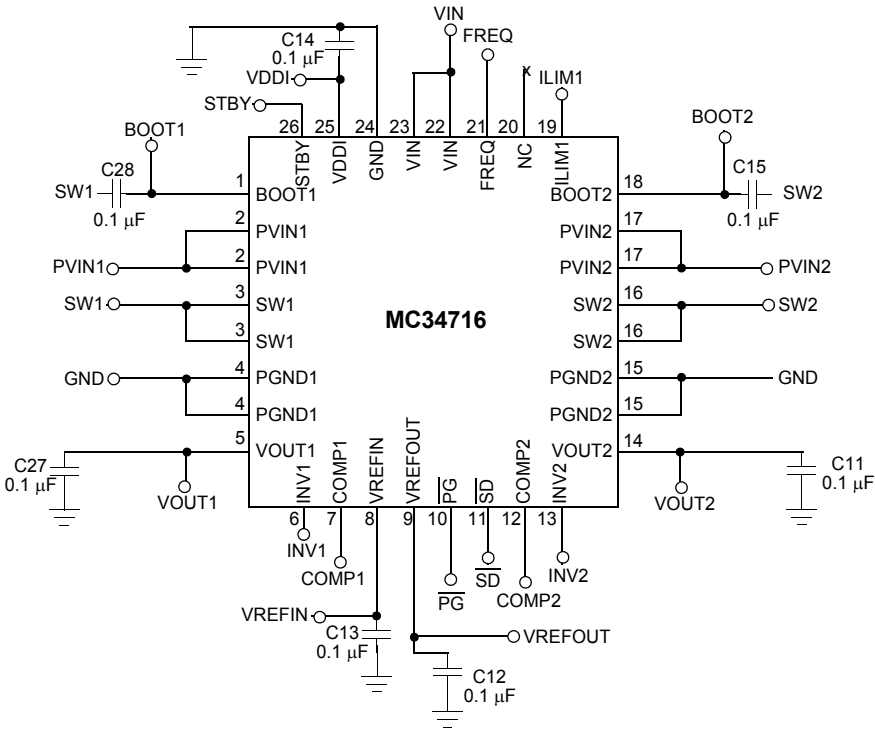 VIN
C14
0.1 μF
FREQ
VDDI
x
ILIM1
STBY
BOOT1
BOOT2
26 25 24 23 22 21 20 19
STBY VDDI GND VIN VIN FREQ NC ILIM1
C28
SW1
0.1 μF
1 BOOT1
BOOT2 18
C15
SW2
0.1 μF
2 PVIN1
PVIN2 17
PVIN1 2 PVIN1
PVIN2 17 PVIN2
SW1 3 SW1
SW2 16 SW2
MC34716
3 SW1
SW2 16
GND 4 PGND1
PGND2 15 GND
4 PGND1
PGND2 15
5 VOUT1
VOUT2 14
C27
0.1 μF
VOUT1
VOUT2
C11
0.1 μF
INV1 COMP1 VREFIN VREFOUT PG SD COMP2 INV2
6 7 8 9 10 11 12 13
INV1
COMP1
PG
SD
COMP2
INV2
VREFIN
C13
0.1 μF
VREFOUT
C12
0.1 μF